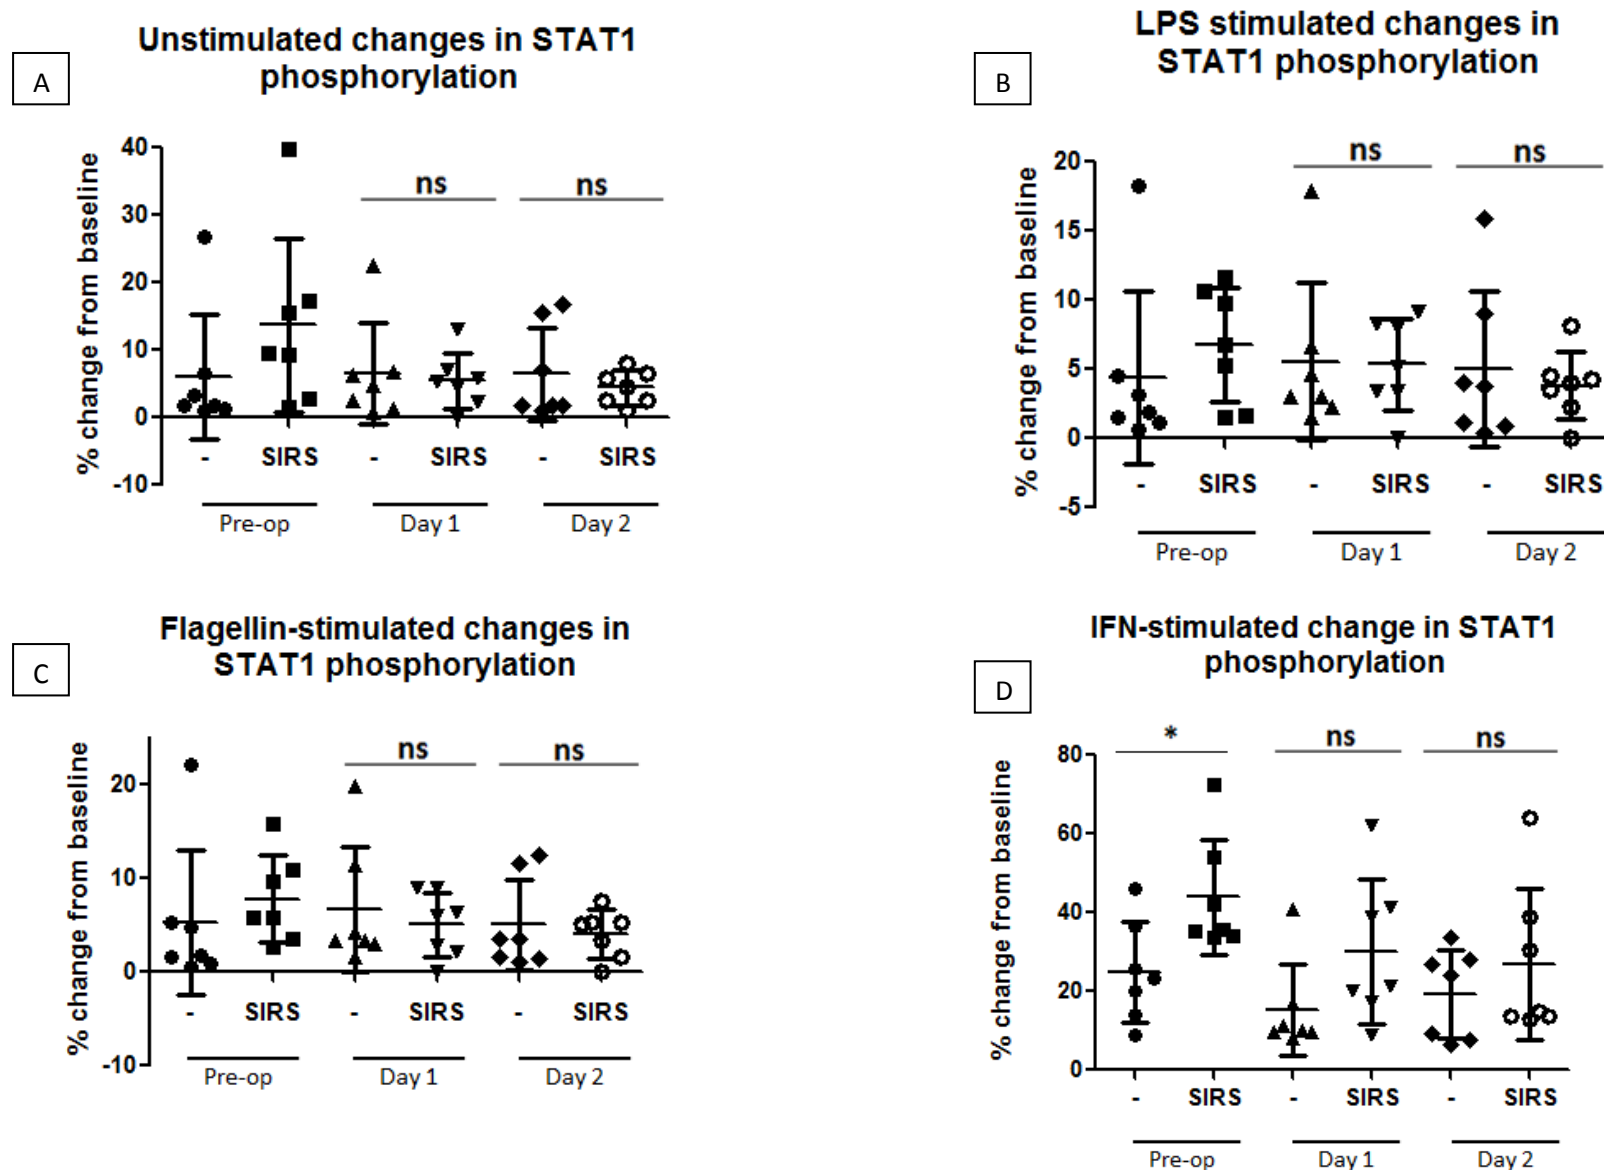 A
Unstimulated changes in STAT1
phosphorylation
% change from baseline
40
30
20
10
0
-10
ns
ns
- SIRS - SIRS - SIRS
Pre-op Day 1 Day 2
B
LPS stimulated changes in
STAT1 phosphorylation
% change from baseline
20
15
10
5
0
-5
ns
ns
- SIRS - SIRS - SIRS
Pre-op Day 1 Day 2
C
Flagellin-stimulated changes in
STAT1 phosphorylation
% change from baseline
20
10
0
-10
ns
ns
- SIRS - SIRS - SIRS
Pre-op Day 1 Day 2
D
IFN-stimulated change in STAT1
phosphorylation
% change from baseline
80
60
40
20
0
*
ns
ns
- SIRS - SIRS - SIRS
Pre-op Day 1 Day 2